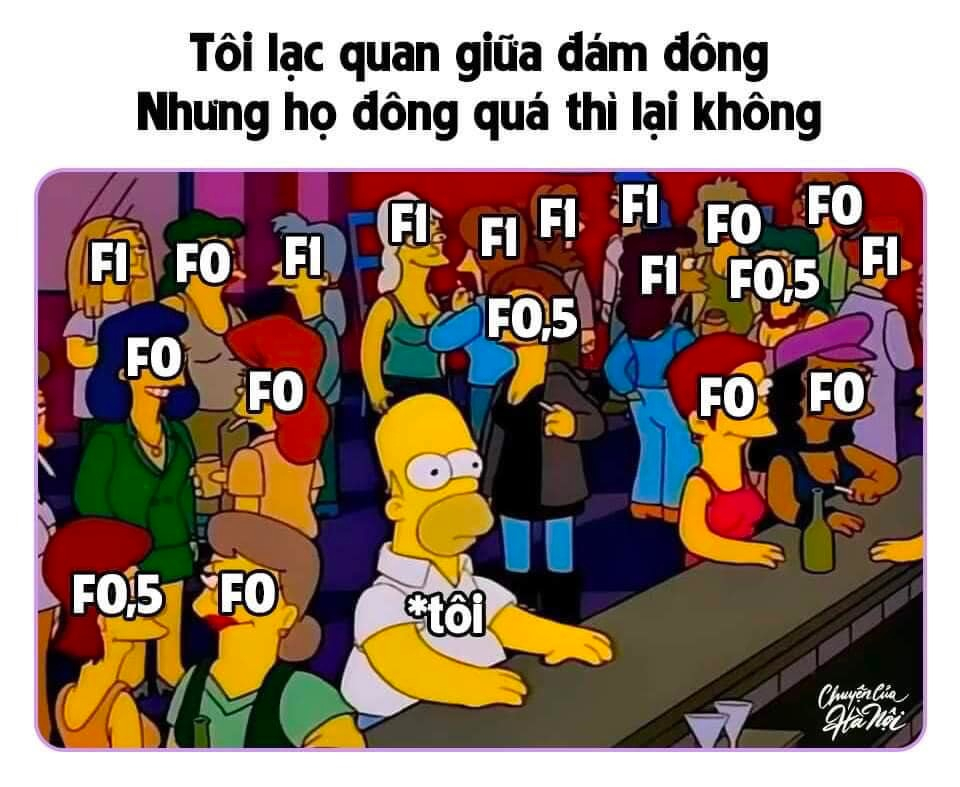 Tôi lạc quan giữa đám đông
Nhưng họ đông quá thì lại không
F1
F0
F1
F1
F1
F1
F1
F0
F0
F1
F0,5
F1
F0,5
F0
F0
F0
F0
F0,5
F0
*tôi
Chuyện Của
Hà Nội